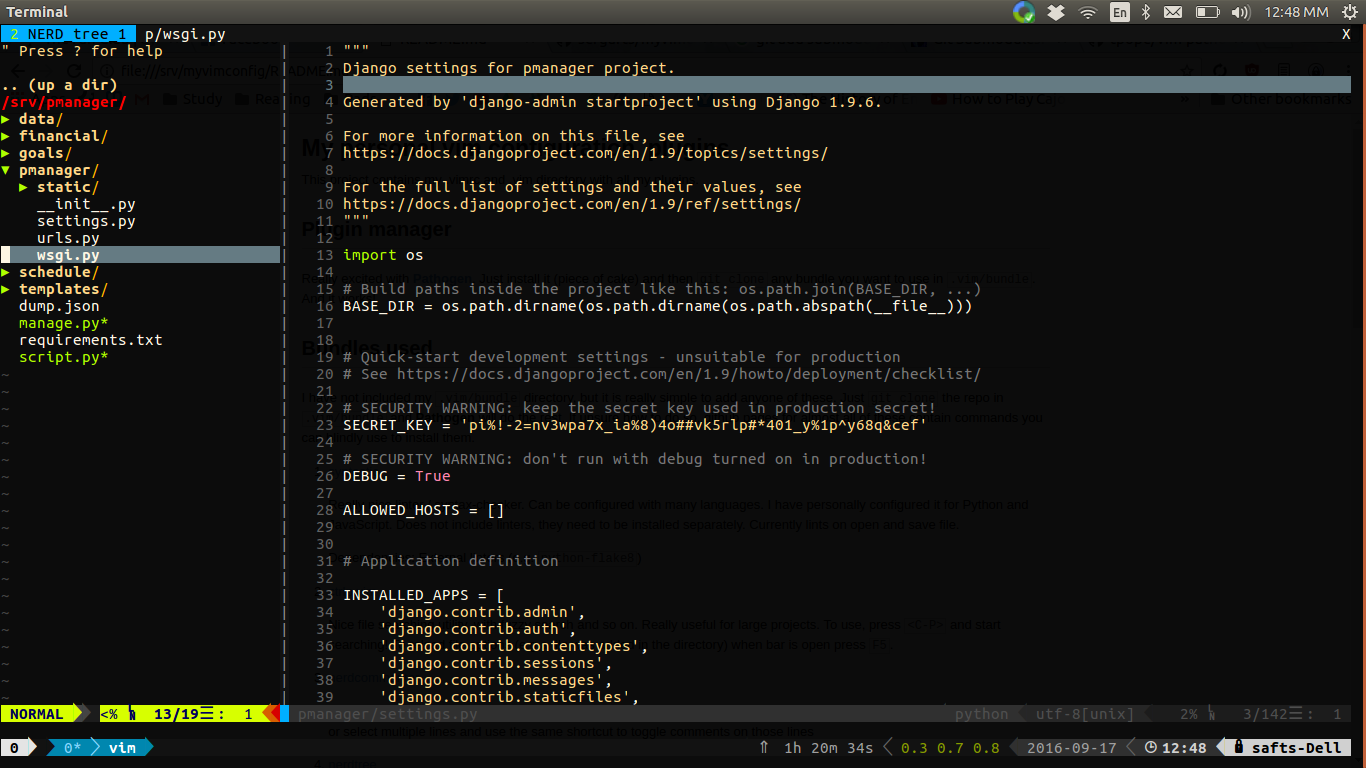 Terminal
En
12:48 MM
2 NERD_tree_1 p/wsgi.py X
" Press ? for help
.. (up a dir)
/srv/pmanager/
▸ data/
▸ financial/
▸ goals/
▾ pmanager/
▸ static/
__init__.py
settings.py
urls.py
wsgi.py
▸ schedule/
▸ templates/
dump.json
manage.py*
requirements.txt
script.py*
1 """
2 Django settings for pmanager project.
3
4 Generated by 'django-admin startproject' using Django 1.9.6.
5
6 For more information on this file, see
7 https://docs.djangoproject.com/en/1.9/topics/settings/
8
9 For the full list of settings and their values, see
10 https://docs.djangoproject.com/en/1.9/ref/settings/
11 """
12
13 import os
14
15 # Build paths inside the project like this: os.path.join(BASE_DIR, ...)
16 BASE_DIR = os.path.dirname(os.path.dirname(os.path.abspath(__file__)))
17
18
19 # Quick-start development settings - unsuitable for production
20 # See https://docs.djangoproject.com/en/1.9/howto/deployment/checklist/
21
22 # SECURITY WARNING: keep the secret key used in production secret!
23 SECRET_KEY = 'pi%!-2=nv3wpa7x_ia%8)4o##vk5rlp#*401_y%1p^y68q&cef'
24
25 # SECURITY WARNING: don't run with debug turned on in production!
26 DEBUG = True
27
28 ALLOWED_HOSTS = []
29
30
31 # Application definition
32
33 INSTALLED_APPS = [
34 'django.contrib.admin',
35 'django.contrib.auth',
36 'django.contrib.contenttypes',
37 'django.contrib.sessions',
38 'django.contrib.messages',
39 'django.contrib.staticfiles',
NORMAL <% 13/19☰: 1 pmanager/settings.py python utf-8[unix] 2% 3/142☰: 1
0 0* vim ⇑ 1h 20m 34s 0.3 0.7 0.8 2016-09-17 12:48 safts-Dell